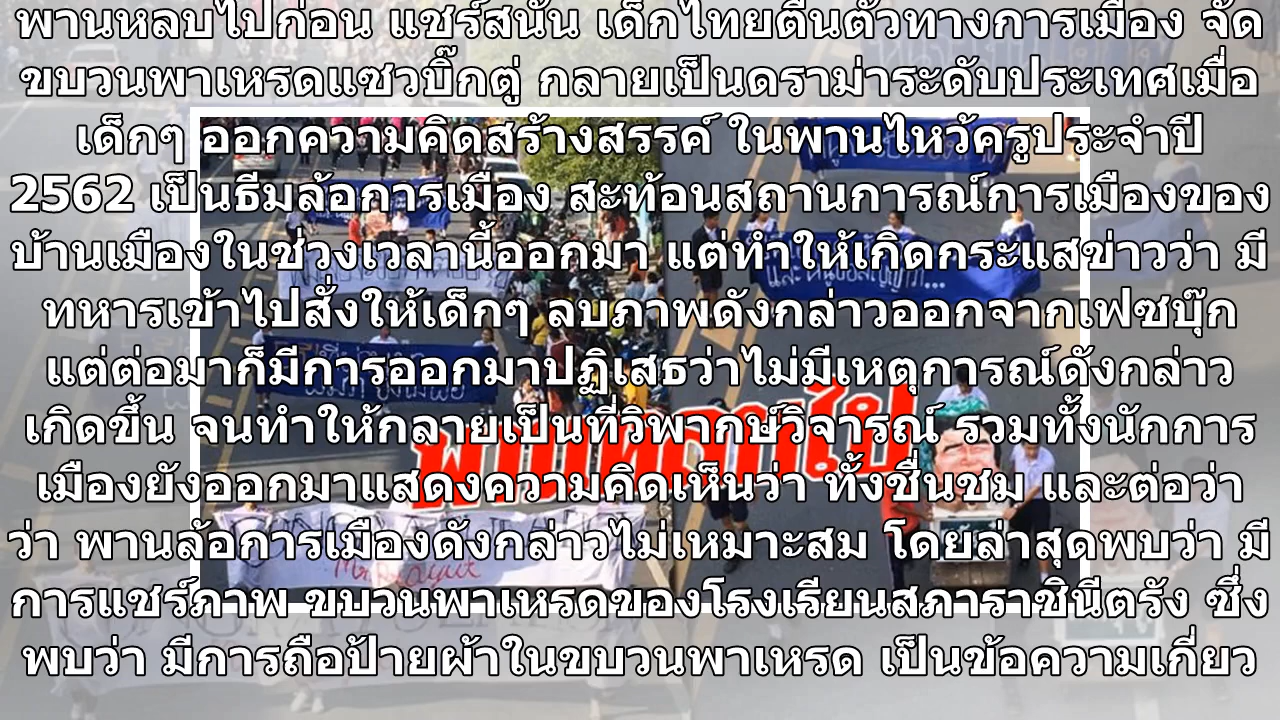 พานหลบไปก่อน แชร์สนั่น เด็กไทยตื่นตัวทางการเมือง จัด
ขบวนพาเหรดแซวบิ๊กตู่ กลายเป็นดราม่าระดับประเทศเมื่อ
เด็กๆ ออกความคิดสร้างสรรค์ ในพานไหว้ครูประจำปี
2562 เป็นธีมล้อการเมือง สะท้อนสถานการณ์การเมืองของ
บ้านเมืองในช่วงเวลานี้ออกมา แต่ทำให้เกิดกระแสข่าวว่า มี
ทหารเข้าไปสั่งให้เด็กๆ ลบภาพดังกล่าวออกจากเฟซบุ๊ก
แต่ต่อมาก็มีการออกมาปฏิเสธว่าไม่มีเหตุการณ์ดังกล่าว
เกิดขึ้น จนทำให้กลายเป็นที่วิพากษ์วิจารณ์ รวมทั้งนักการ
เมืองยังออกมาแสดงความคิดเห็นว่า ทั้งชื่นชม และต่อว่า
ว่า พานล้อการเมืองดังกล่าวไม่เหมาะสม โดยล่าสุดพบว่า มี
การแชร์ภาพ ขบวนพาเหรดของโรงเรียนสภาราชินีตรัง ซึ่ง
พบว่า มีการถือป้ายผ้าในขบวนพาเหรด เป็นข้อความเกี่ยว